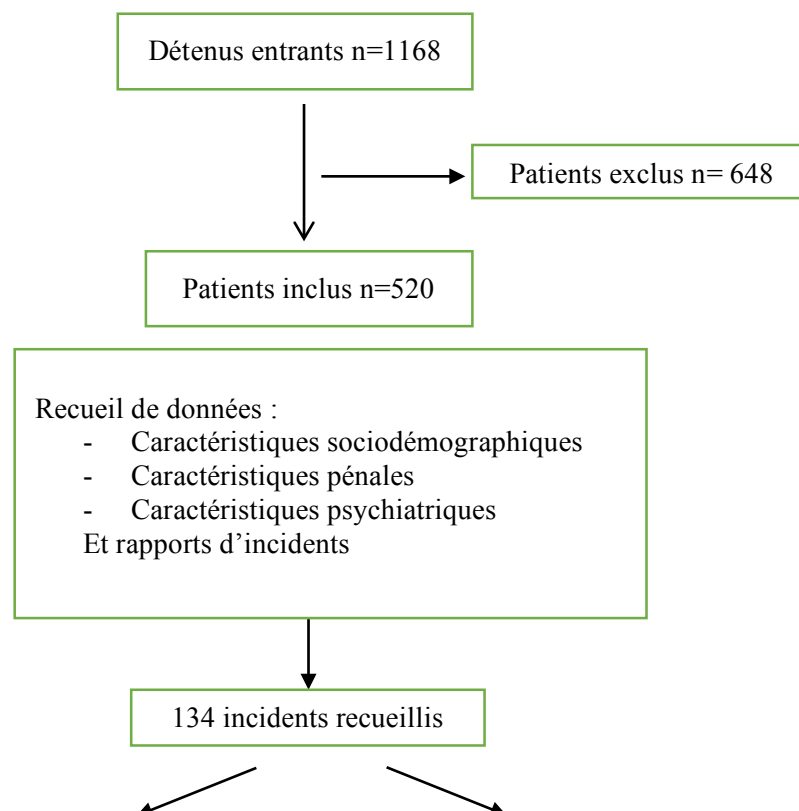 Détenus entrants n=1168
Patients exclus n= 648
Patients inclus n=520
Recueil de données :
- Caractéristiques sociodémographiques
- Caractéristiques pénales
- Caractéristiques psychiatriques
Et rapports d’incidents
134 incidents recueillis